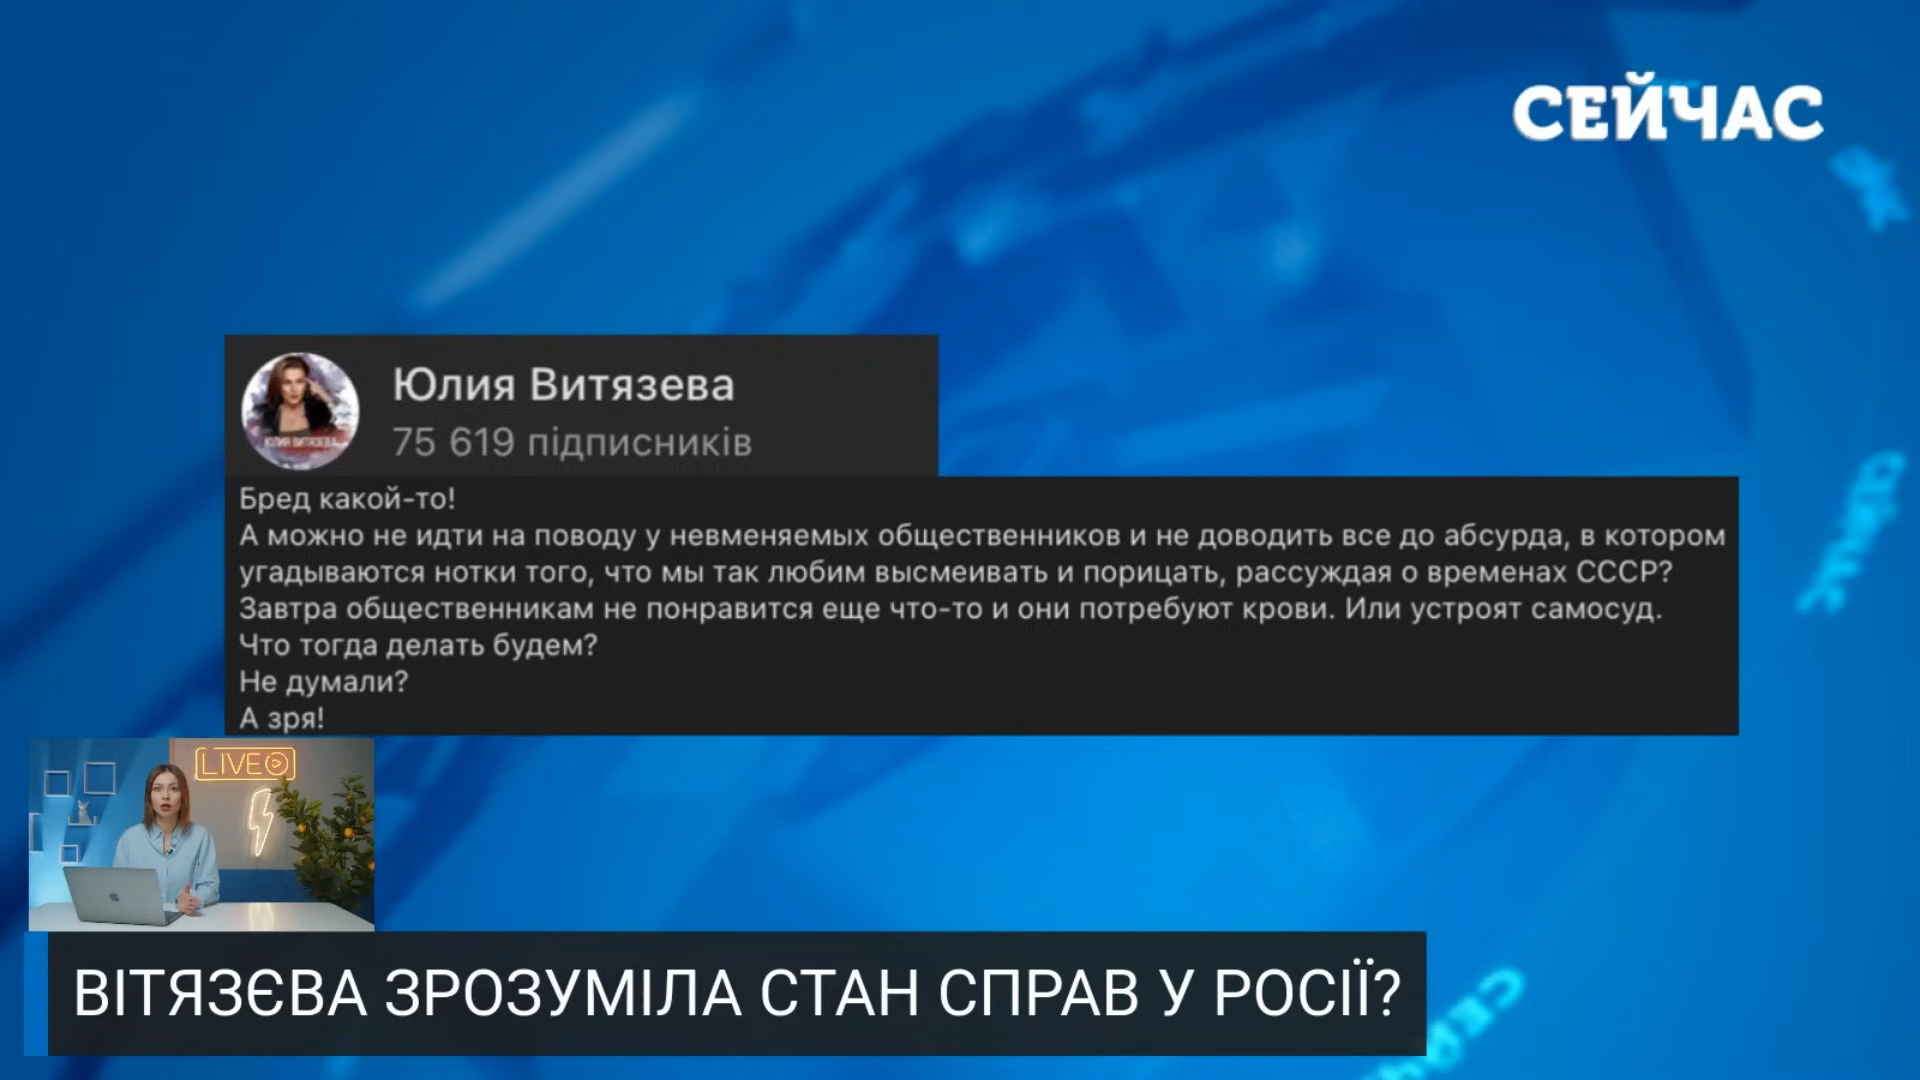 СЕЙЧАС
Юлия Витязева
75 619 підписників
Бред какой-то!
А можно не идти на поводу у невменяемых общественников и не доводить все до абсурда, в котором
угадываются нотки того, что мы так любим высмеивать и порицать, рассуждая о временах СССР?
Завтра общественникам не понравится еще что-то и они потребуют крови. Или устроят самосуд.
Что тогда делать будем?
Не думали?
А зря!
LIVE
ВІТЯЗЄВА ЗРОЗУМІЛА СТАН СПРАВ У РОСІЇ?